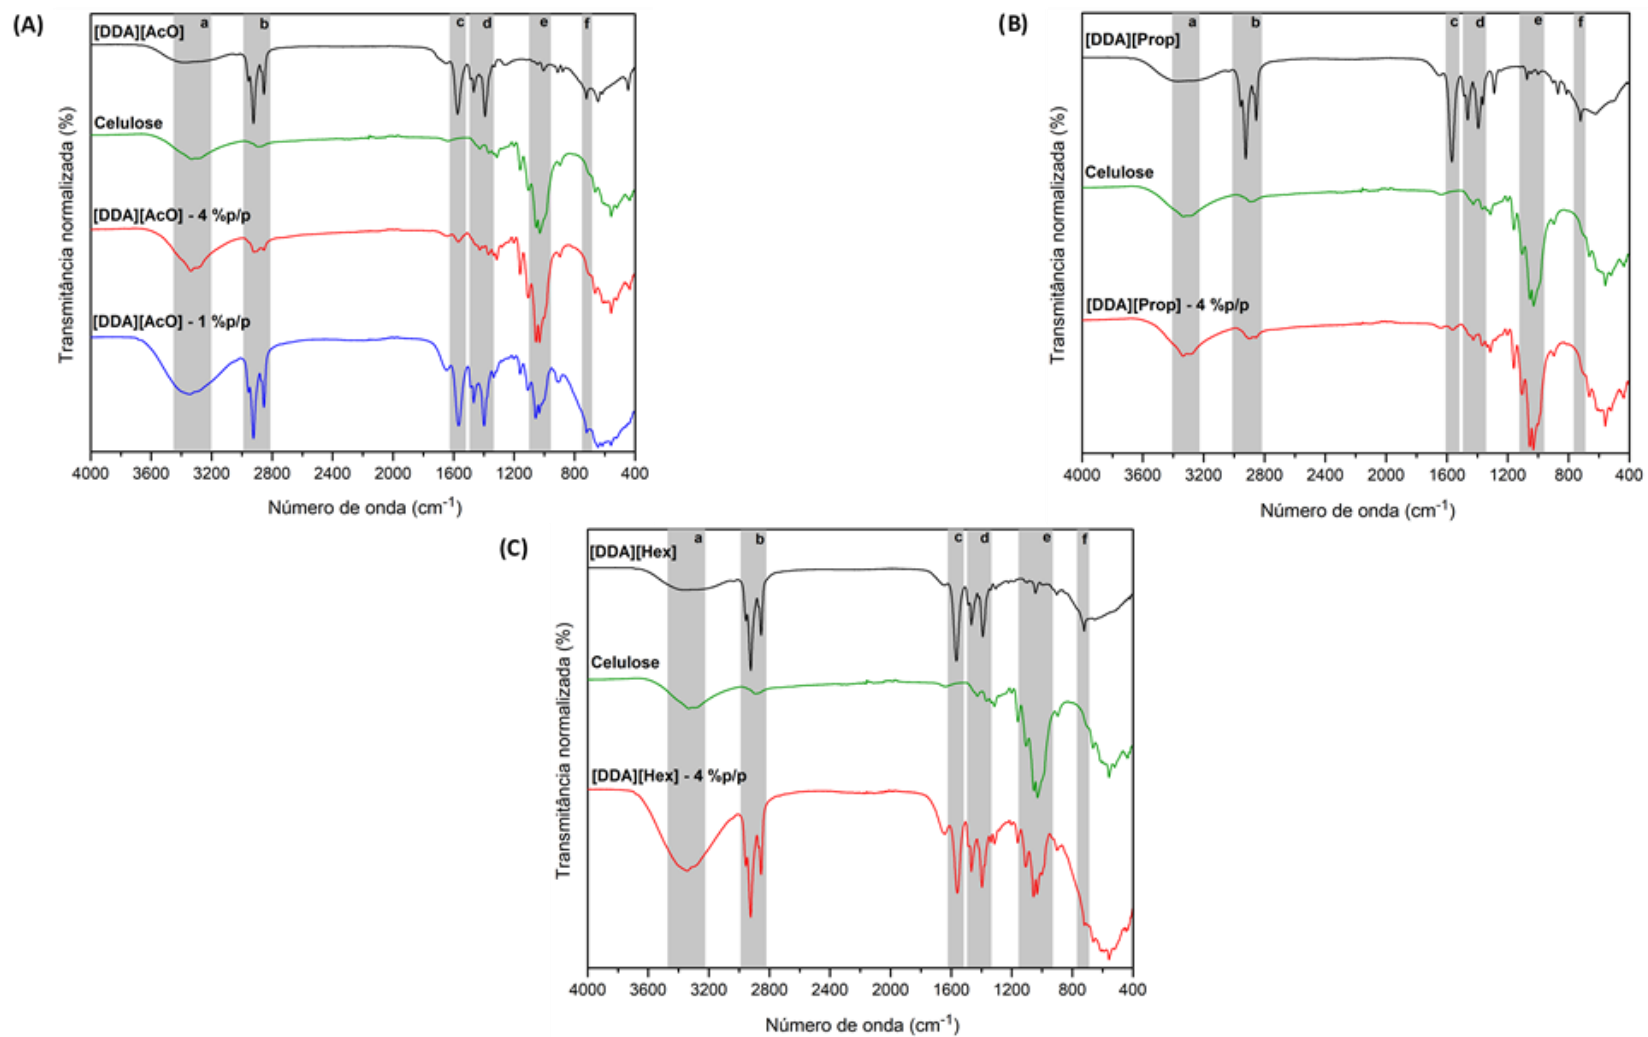 (A)
a b c d e f
[DDA][AcO]
Celulose
[DDA][AcO] - 4 %p/p
[DDA][AcO] - 1 %p/p
Transmitância normalizada (%)
4000 3600 3200 2800 2400 2000 1600 1200 800 400
Número de onda (cm⁻¹)
(B)
a b c d e f
[DDA][Prop]
Celulose
[DDA][Prop] - 4 %p/p
Transmitância normalizada (%)
4000 3600 3200 2800 2400 2000 1600 1200 800 400
Número de onda (cm⁻¹)
(C)
a b c d e f
[DDA][Hex]
Celulose
[DDA][Hex] - 4 %p/p
Transmitância normalizada (%)
4000 3600 3200 2800 2400 2000 1600 1200 800 400
Número de onda (cm⁻¹)